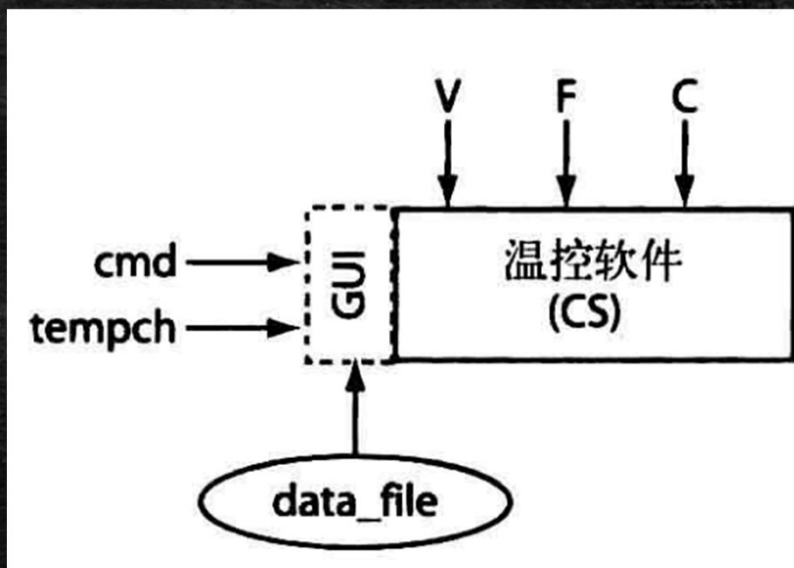 V F C
cmd
tempch
GUI
温控软件
(CS)
data_file